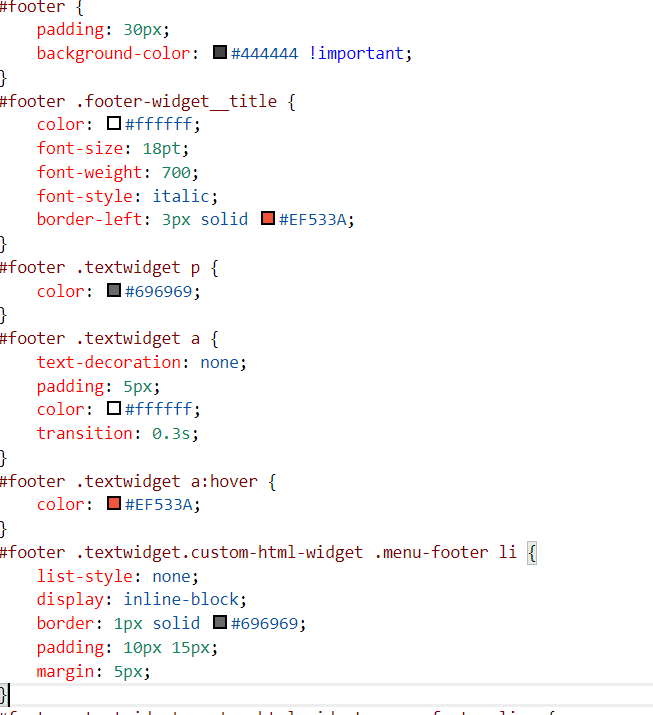 #footer {
padding: 30px;
background-color: #444444 !important;
}
#footer .footer-widget__title {
color: #ffffff;
font-size: 18pt;
font-weight: 700;
font-style: italic;
border-left: 3px solid #EF533A;
}
#footer .textwidget p {
color: #696969;
}
#footer .textwidget a {
text-decoration: none;
padding: 5px;
color: #ffffff;
transition: 0.3s;
}
#footer .textwidget a:hover {
color: #EF533A;
}
#footer .textwidget.custom-html-widget .menu-footer li {
list-style: none;
display: inline-block;
border: 1px solid #696969;
padding: 10px 15px;
margin: 5px;
}